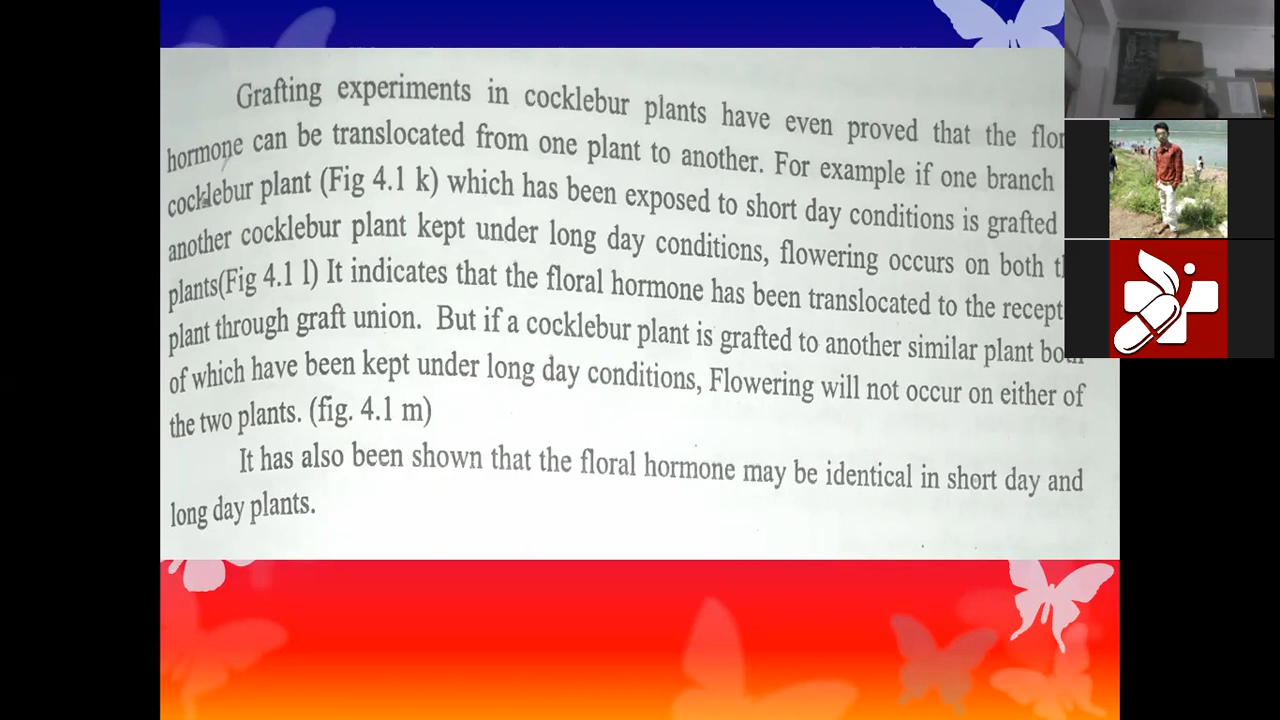 Grafting experiments in cocklebur plants have even proved that the
hormone can be translocated from one plant to another. For example if one branch
cocklebur plant (Fig 4.1 k) which has been exposed to short day conditions is grafted
another cocklebur plant kept under long day conditions, flowering occurs on both
plants(Fig 4.1 l) It indicates that the floral hormone has been translocated to the
plant through graft union. But if a cocklebur plant is grafted to another similar plant
of which have been kept under long day conditions, Flowering will not occur on either of
the two plants. (fig. 4.1 m)
It has also been shown that the floral hormone may be identical in short day and
long day plants.